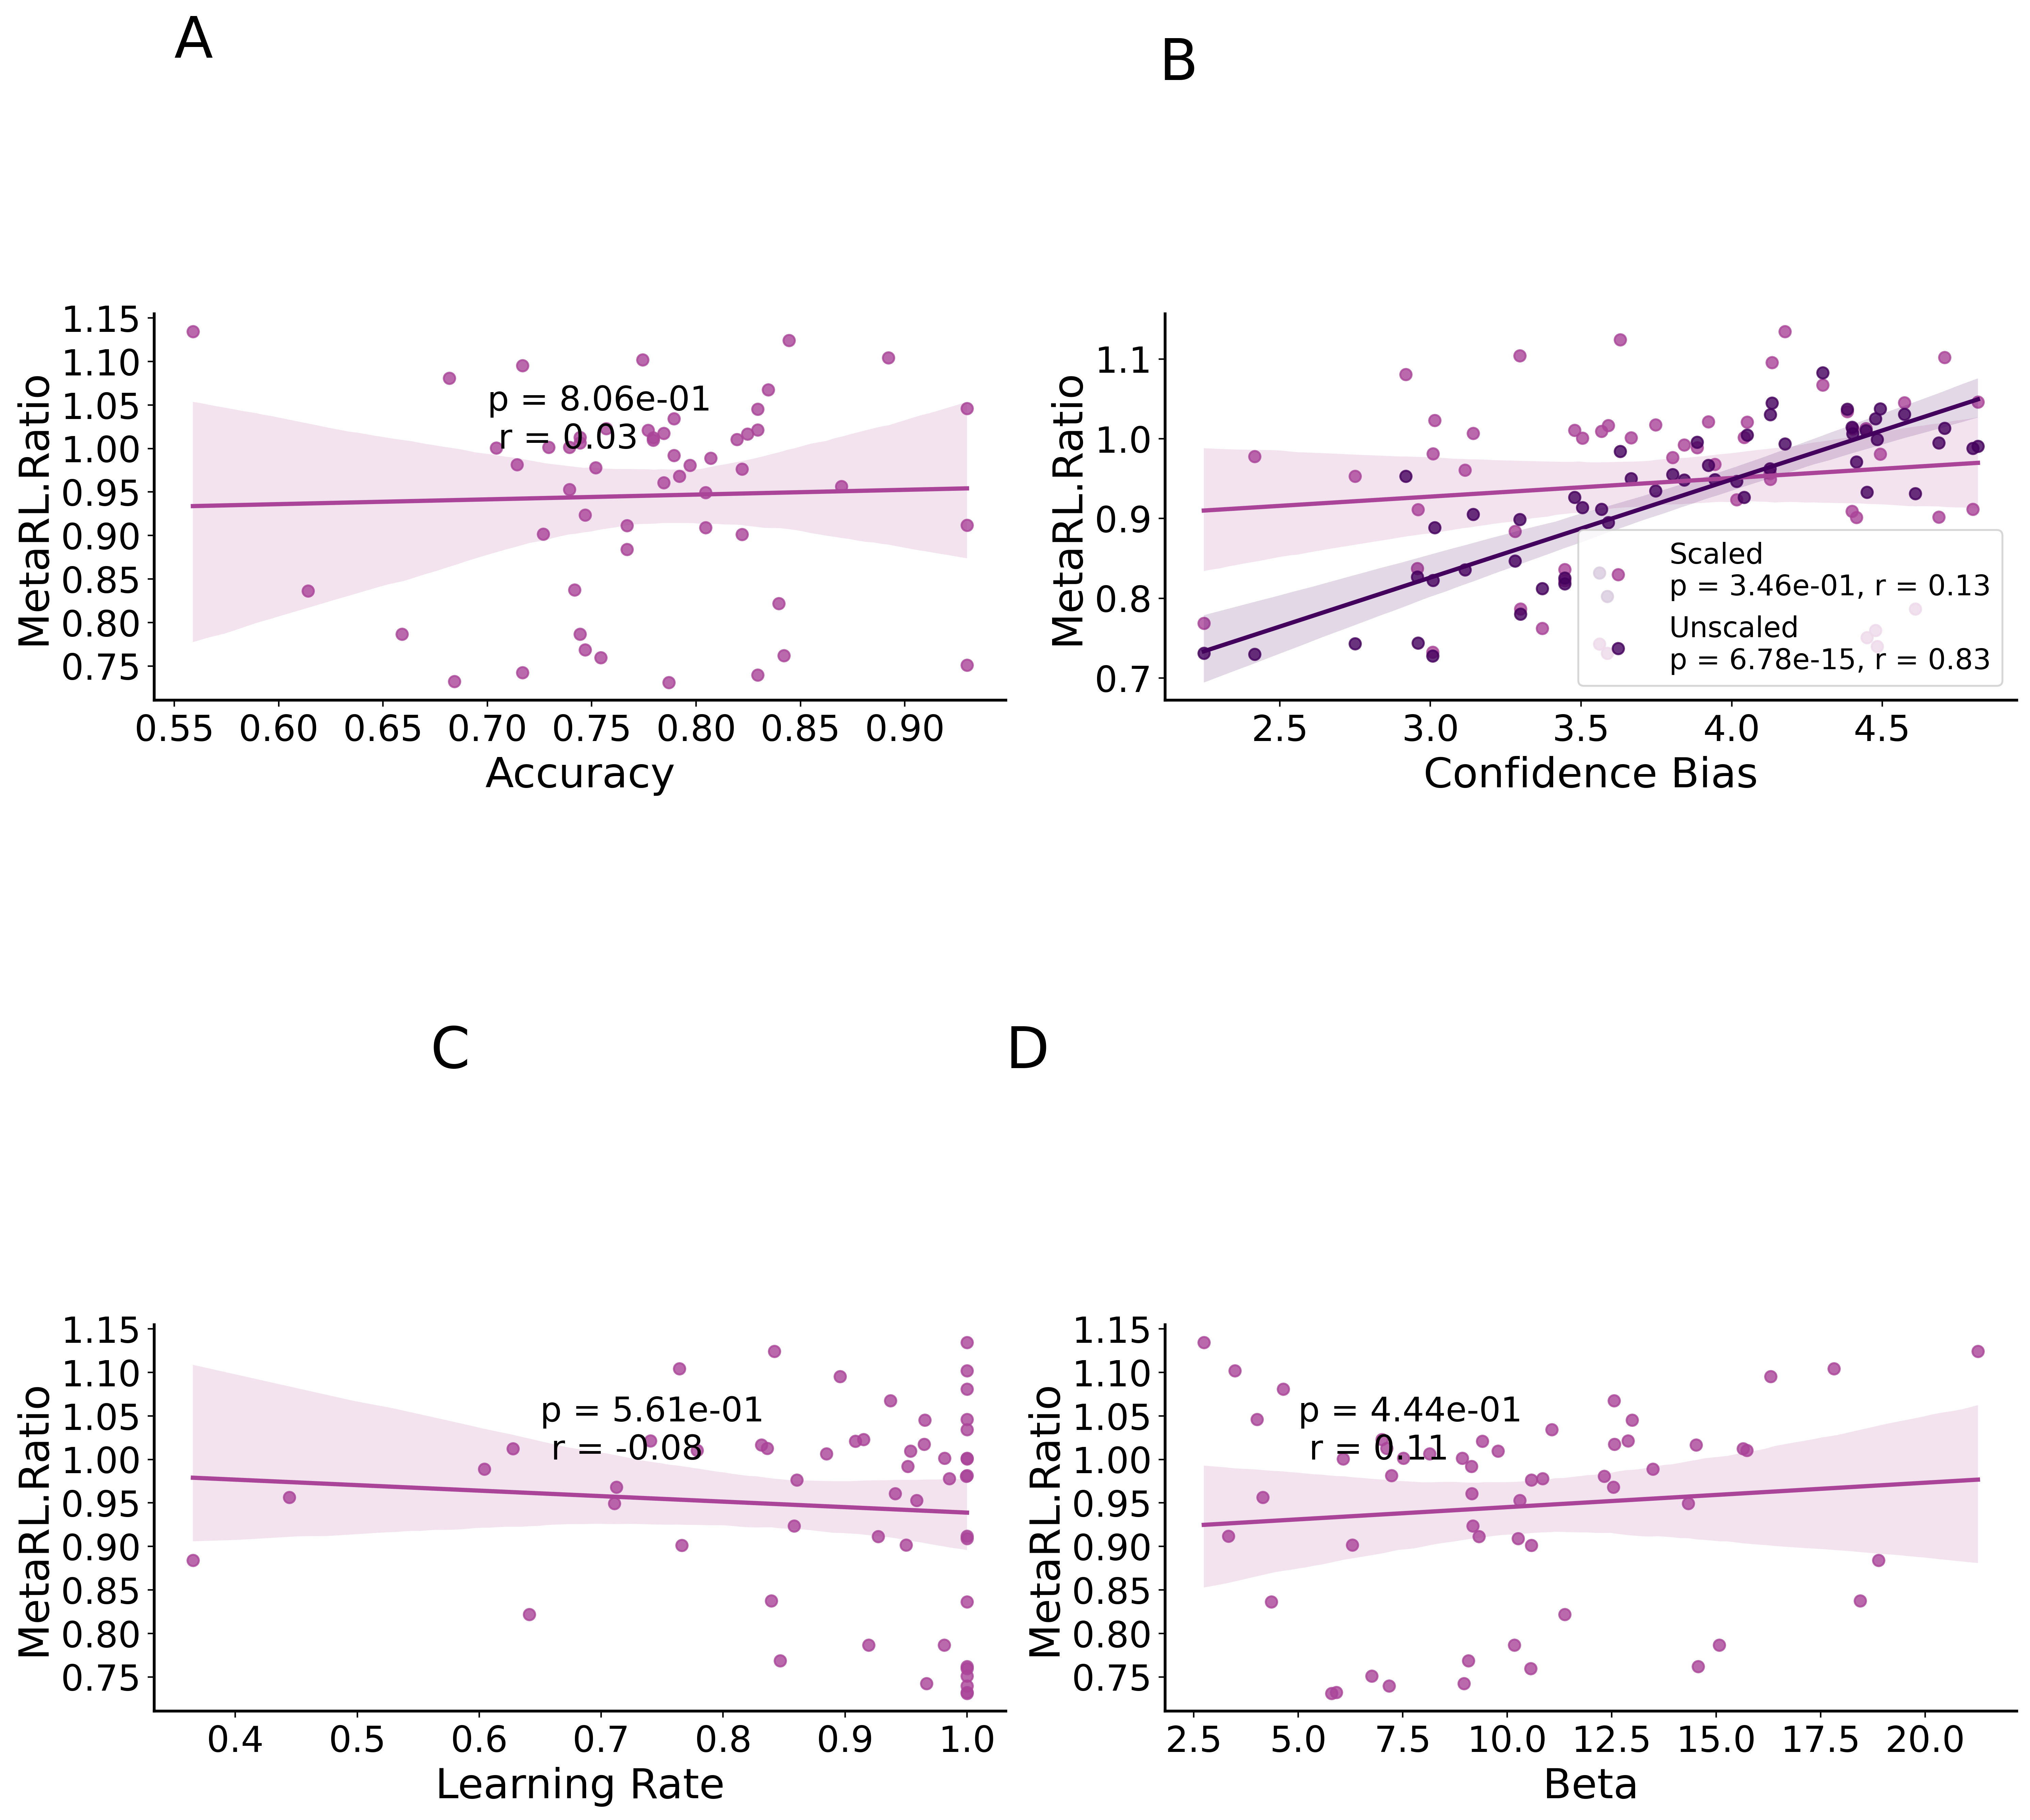 A
B
MetaRL.Ratio
1.15
1.10
1.05
1.00
0.95
0.90
0.85
0.80
0.75
p = 8.06e-01
r = 0.03
0.55 0.60 0.65 0.70 0.75 0.80 0.85 0.90
Accuracy
MetaRL.Ratio
1.1
1.0
0.9
0.8
0.7
Scaled
p = 3.46e-01, r = 0.13
Unscaled
p = 6.78e-15, r = 0.83
2.5 3.0 3.5 4.0 4.5
Confidence Bias
C
D
MetaRL.Ratio
1.15
1.10
1.05
1.00
0.95
0.90
0.85
0.80
0.75
p = 5.61e-01
r = -0.08
0.4 0.5 0.6 0.7 0.8 0.9 1.0
Learning Rate
MetaRL.Ratio
1.15
1.10
1.05
1.00
0.95
0.90
0.85
0.80
0.75
p = 4.44e-01
r = 0.11
2.5 5.0 7.5 10.0 12.5 15.0 17.5 20.0
Beta